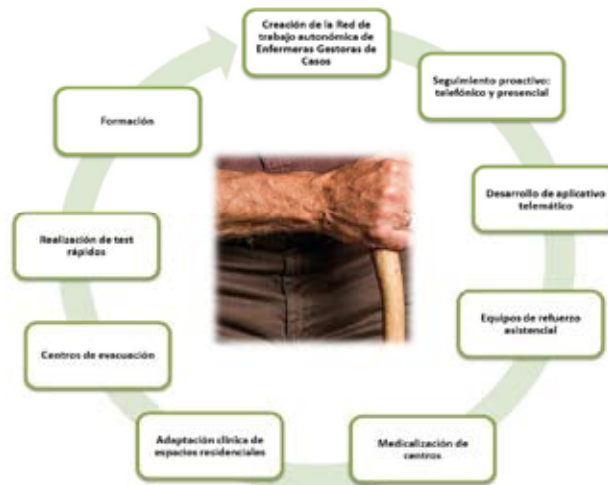 Creación de la Red de
trabajo autonómica de
Enfermeras Gestoras de
Casos
Seguimiento proactivo:
telefónico y presencial
Desarrollo de aplicativo
telemático
Equipos de refuerzo
asistencial
Medicalización de
centros
Adaptación clínica de
espacios residenciales
Centros de evacuación
Realización de test
rápidos
Formación